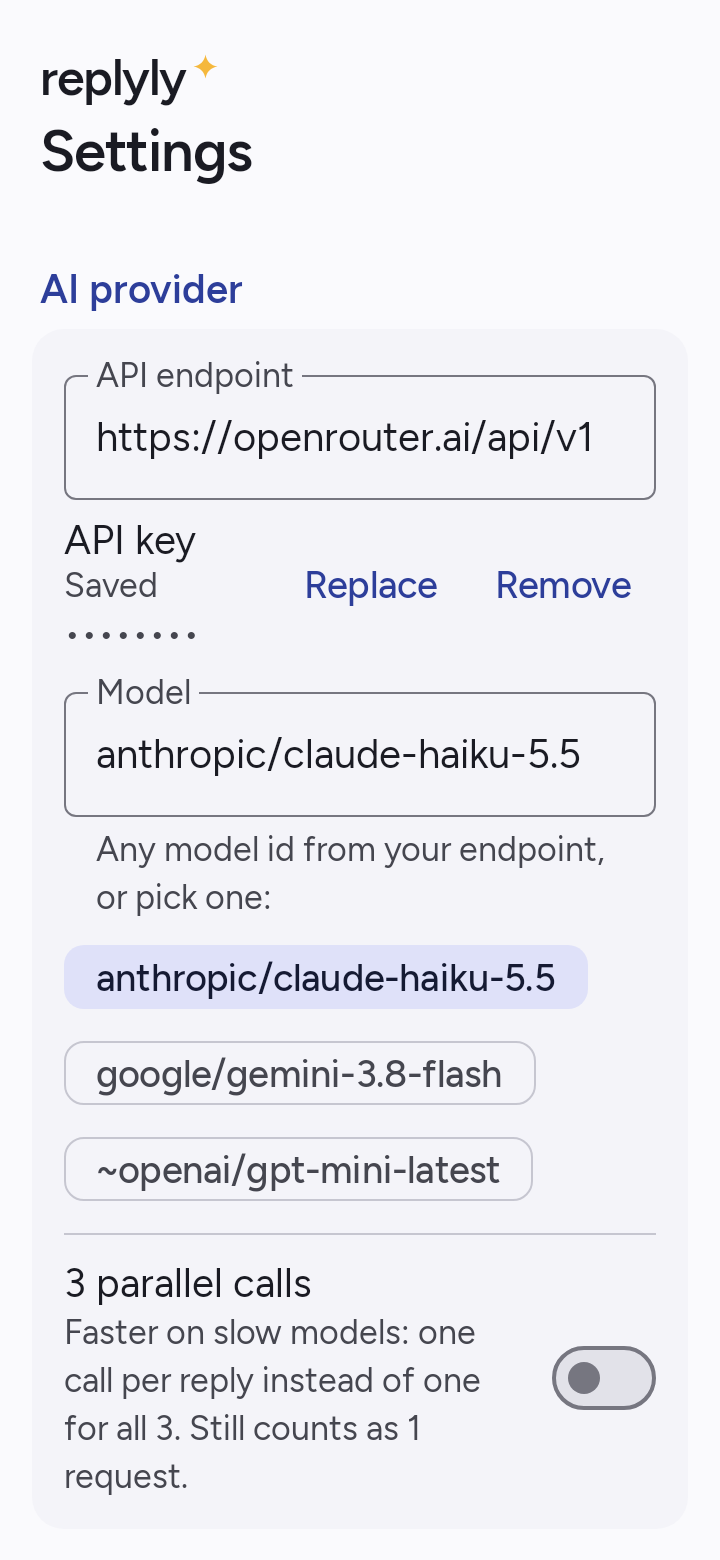 replyly
Settings
AI provider
API endpoint
https://openrouter.ai/api/v1
API key
Saved
Replace
Remove
••••••••
Model
anthropic/claude-haiku-5.5
Any model id from your endpoint,
or pick one:
anthropic/claude-haiku-5.5
google/gemini-3.8-flash
~openai/gpt-mini-latest
3 parallel calls
Faster on slow models: one
call per reply instead of one
for all 3. Still counts as 1
request.